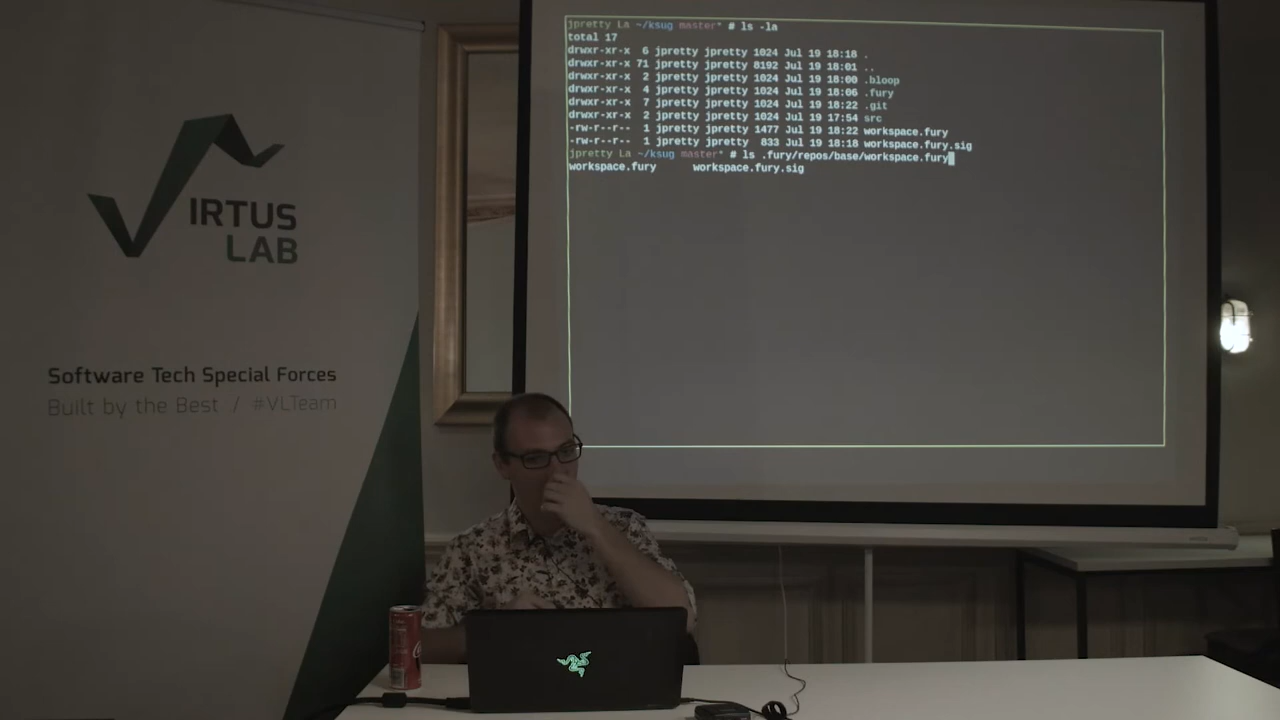 jpretty La ~/ksug master* # ls -la
total 17
drwxr-xr-x 6 jpretty jpretty 1024 Jul 19 18:18 .
drwxr-xr-x 71 jpretty jpretty 8192 Jul 19 18:01 ..
drwxr-xr-x 2 jpretty jpretty 1024 Jul 19 18:00 .bloop
drwxr-xr-x 4 jpretty jpretty 1024 Jul 19 18:06 .fury
drwxr-xr-x 7 jpretty jpretty 1024 Jul 19 18:22 .git
drwxr-xr-x 2 jpretty jpretty 1024 Jul 19 17:54 src
-rw-r--r-- 1 jpretty jpretty 1477 Jul 19 18:22 workspace.fury
-rw-r--r-- 1 jpretty jpretty 833 Jul 19 18:18 workspace.fury.sig
jpretty La ~/ksug master* # ls .fury/repos/base/workspace.fury
workspace.fury workspace.fury.sig
VIRTUS
LAB
Software Tech Special Forces
Built by the Best / #VLTeam